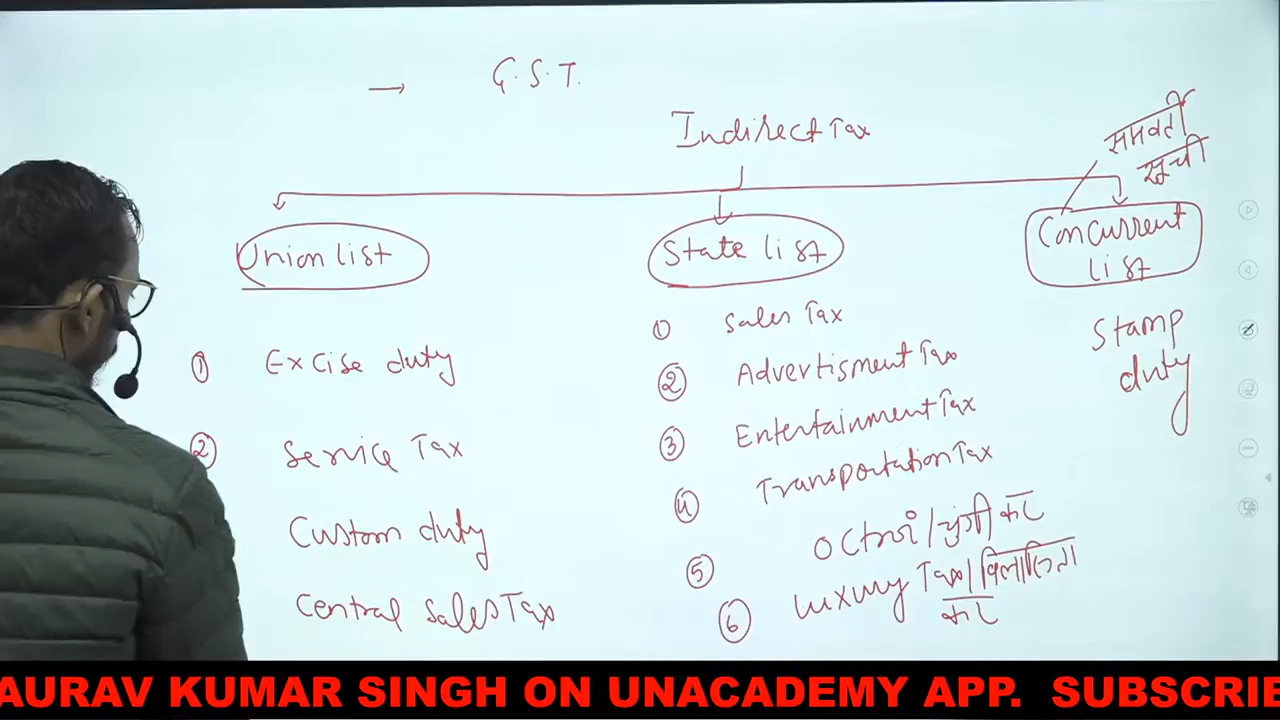 → G.S.T.
Indirect Tax
समवर्ती
सूची
Union list
State list
Concurrent
list
① Excise duty
② Service Tax
Custom duty
Central Sales Tax
① Sales Tax
② Advertisment Tax
③ Entertainment Tax
④ Transportation Tax
⑤ Octroi / चुंगी कर
⑥ Luxury Tax / विलासिता
कर
Stamp
duty
AURAV KUMAR SINGH ON UNACADEMY APP. SUBSCRIBE